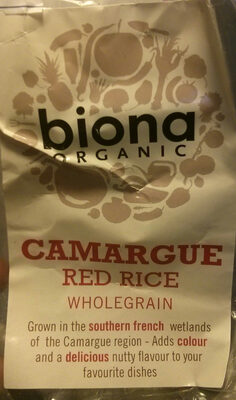 biona
ORGANIC
CAMARGUE
RED RICE
WHOLEGRAIN
Grown in the southern french wetlands
of the Camargue region - Adds colour
and a delicious nutty flavour to your
favourite dishes